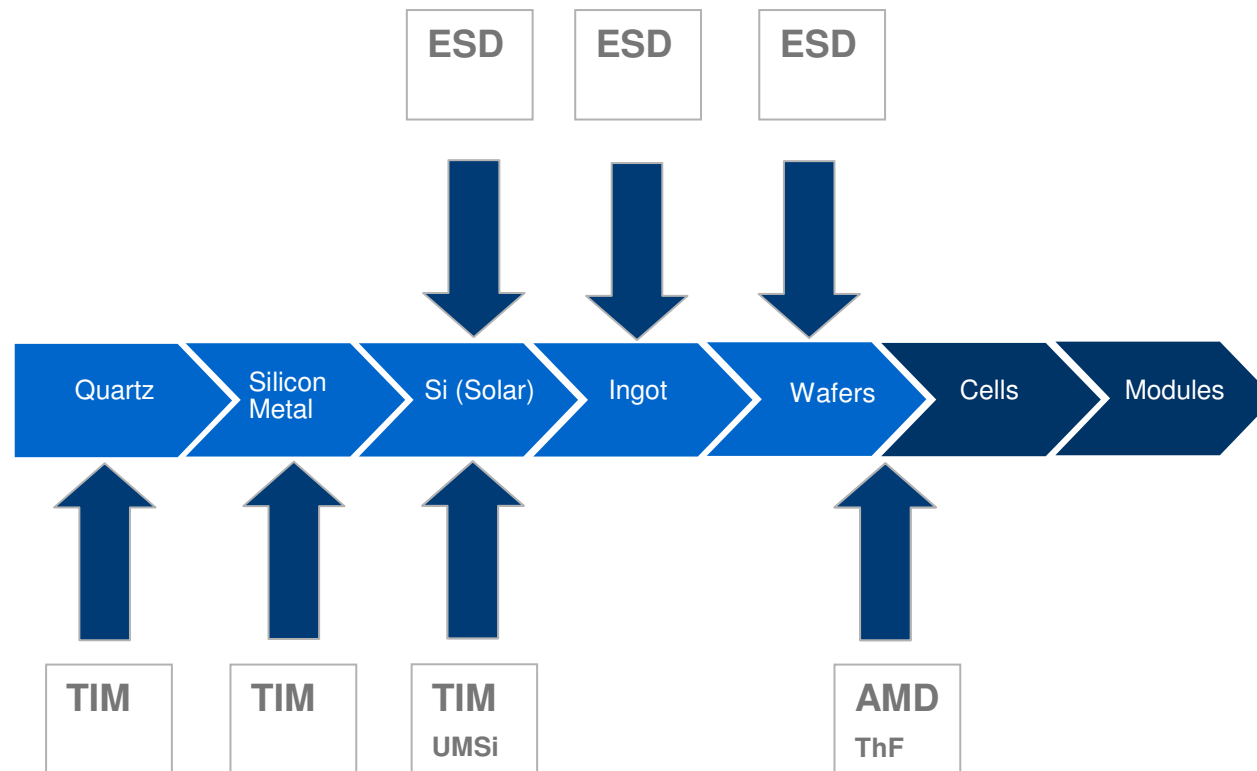 ESD
ESD
ESD
Quartz
Silicon
Metal
Si (Solar)
Ingot
Wafers
Cells
Modules
TIM
TIM
TIM
UMSi
AMD
ThF